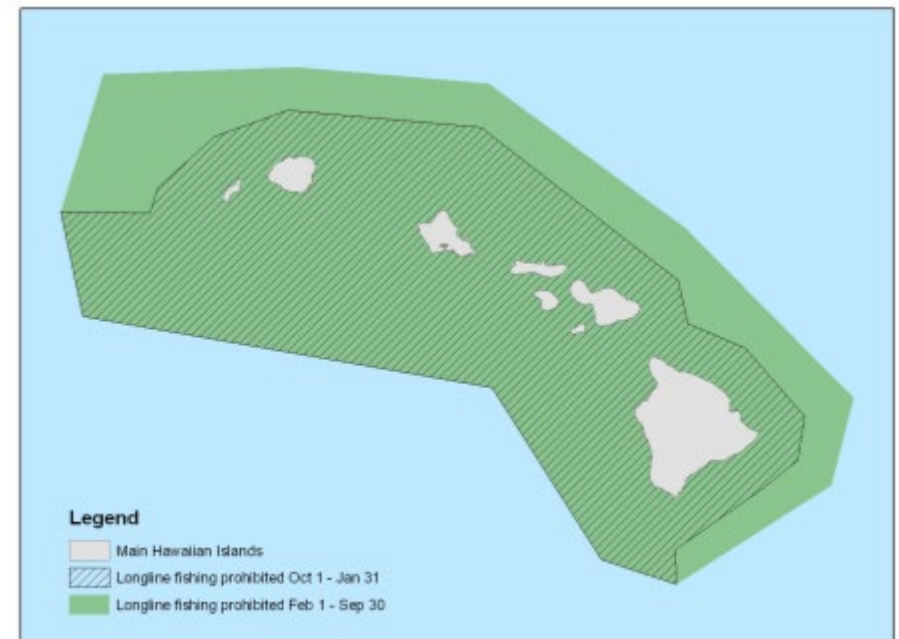 Legend
Main Hawaiian Islands
Longline fishing prohibited Oct 1 - Jan 31
Longline fishing prohibited Feb 1 - Sep 30